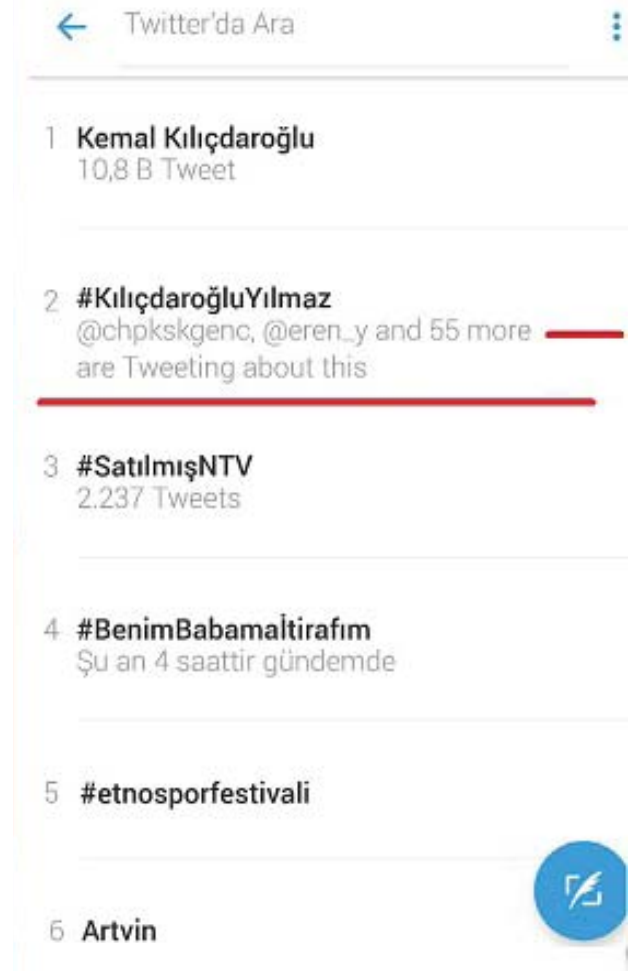 Twitter'da Ara
1 Kemal Kılıçdaroğlu
10,8 B Tweet
2 #KılıçdaroğluYılmaz
@chpkskgenc, @eren_y and 55 more
are Tweeting about this
3 #SatılmışNTV
2.237 Tweets
4 #BenimBabamaİtirafım
Şu an 4 saattir gündemde
5 #etnosporfestivali
6 Artvin